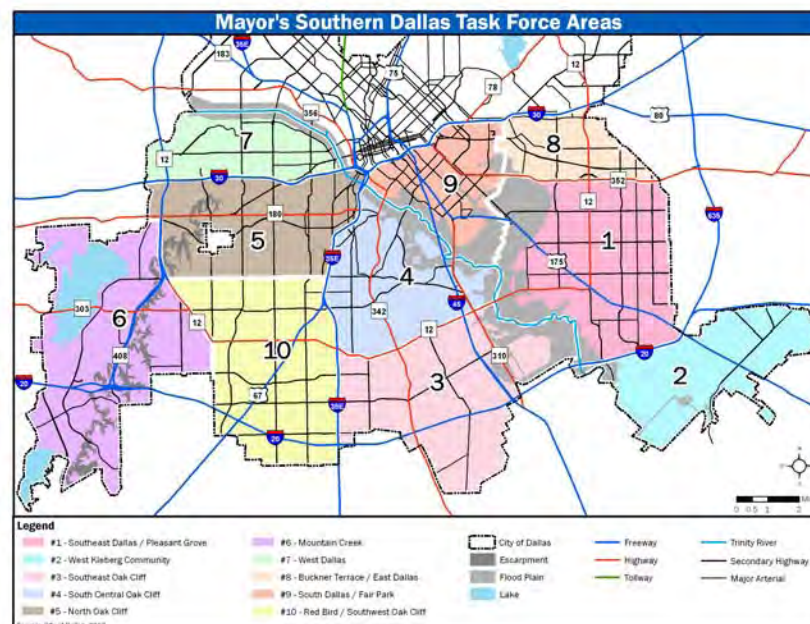 Mayor's Southern Dallas Task Force Areas
35E
183
75
78
12
356
30
80
7
8
12
9
352
30
12
180
635
5
1
35E
175
4
305
6
342
45
12
12
310
408
10
20
3
2
20
67
35E
20
0 0.5 1 2
Legend
#1 - Southeast Dallas / Pleasant Grove
#2 - West Kleberg Community
#3 - Southeast Oak Cliff
#4 - South Central Oak Cliff
#5 - North Oak Cliff
#6 - Mountain Creek
#7 - West Dallas
#8 - Buckner Terrace / East Dallas
#9 - South Dallas / Fair Park
#10 - Red Bird / Southwest Oak Cliff
City of Dallas
Escarpment
Flood Plain
Lake
Freeway
Highway
Tollway
Trinity River
Secondary Highway
Major Arterial